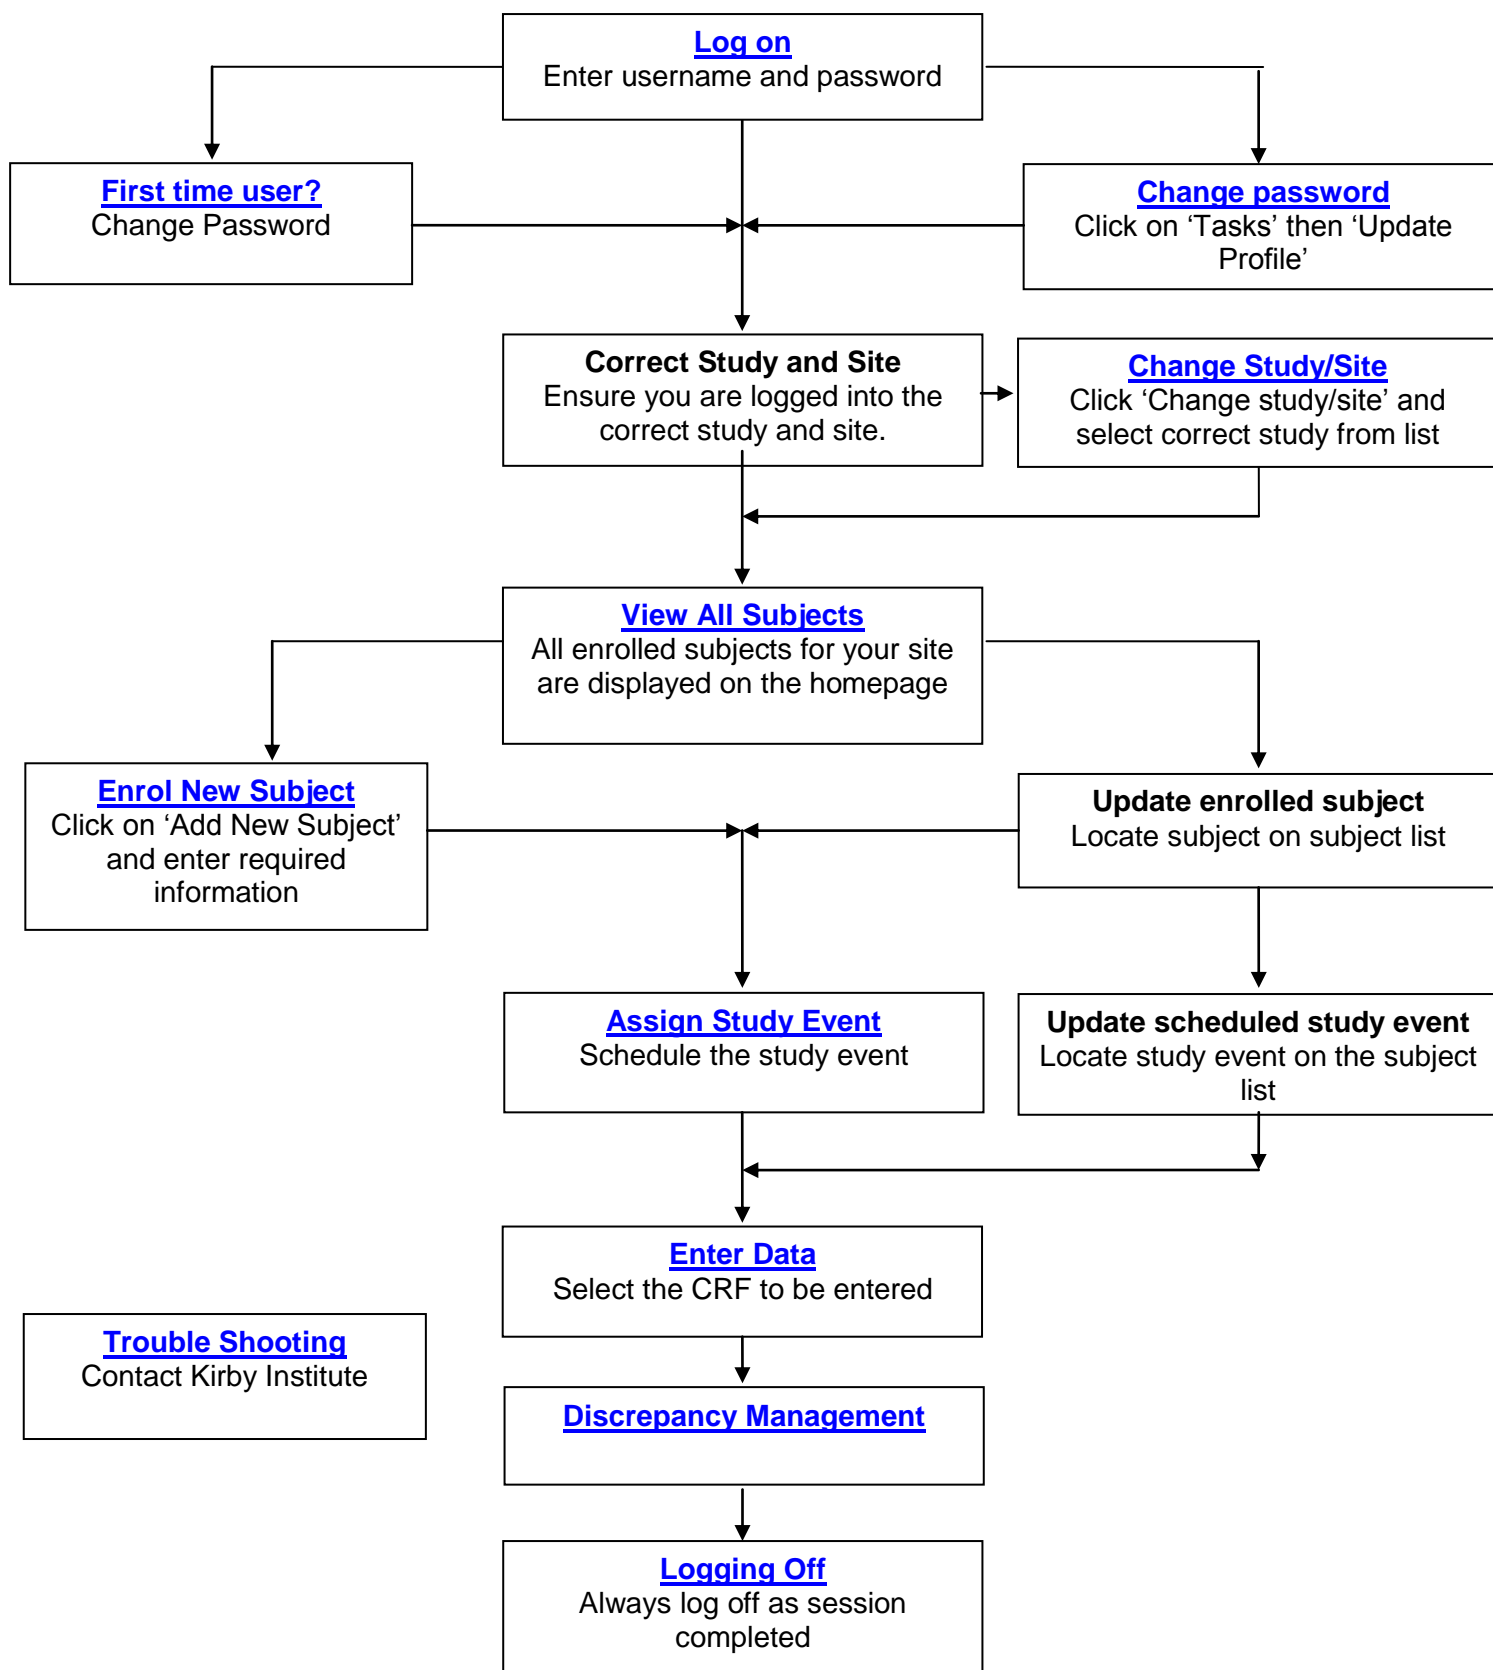 Log on
Enter username and password
First time user?
Change Password
Change password
Click on ‘Tasks’ then ‘Update
Profile’
Correct Study and Site
Ensure you are logged into the
correct study and site.
Change Study/Site
Click ‘Change study/site’ and
select correct study from list
View All Subjects
All enrolled subjects for your site
are displayed on the homepage
Enrol New Subject
Click on ‘Add New Subject’
and enter required
information
Update enrolled subject
Locate subject on subject list
Assign Study Event
Schedule the study event
Update scheduled study event
Locate study event on the subject
list
Enter Data
Select the CRF to be entered
Trouble Shooting
Contact Kirby Institute
Discrepancy Management
Logging Off
Always log off as session
completed